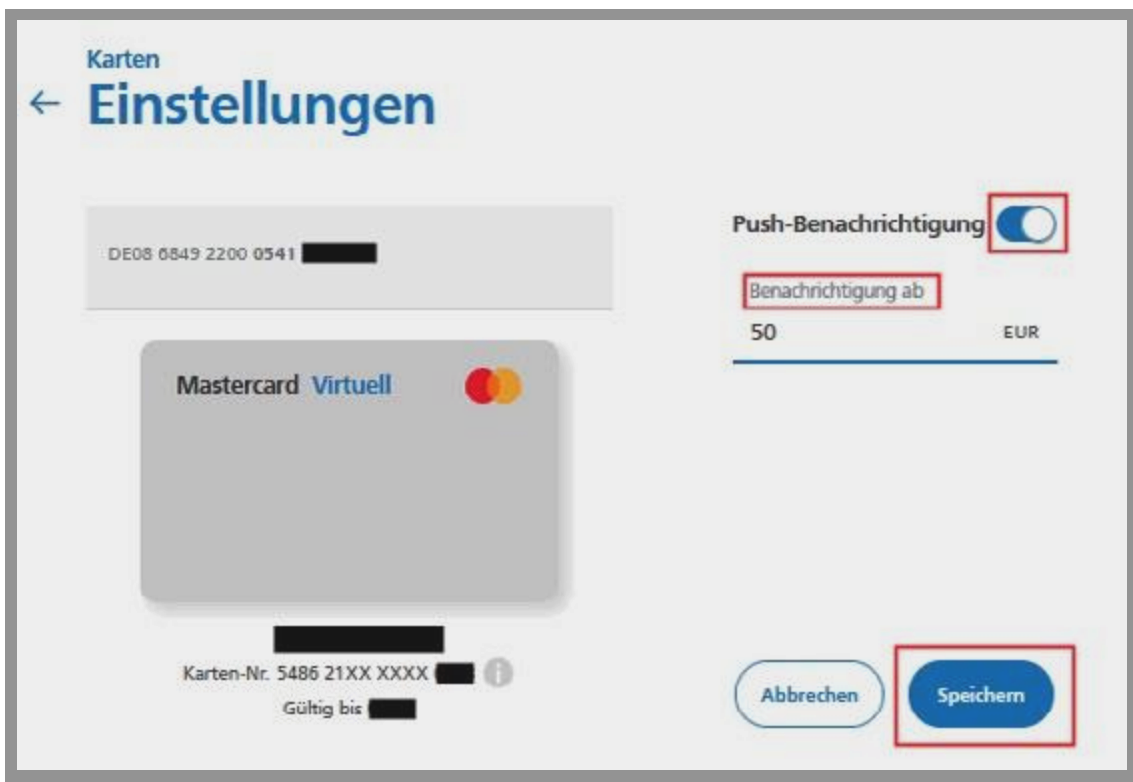 Karten
← Einstellungen
DE08 6849 2200 0541
Mastercard Virtuell
Karten-Nr. 5486 21XX XXXX
Gültig bis
Push-Benachrichtigung
Benachrichtigung ab
50 EUR
Abbrechen
Speichern